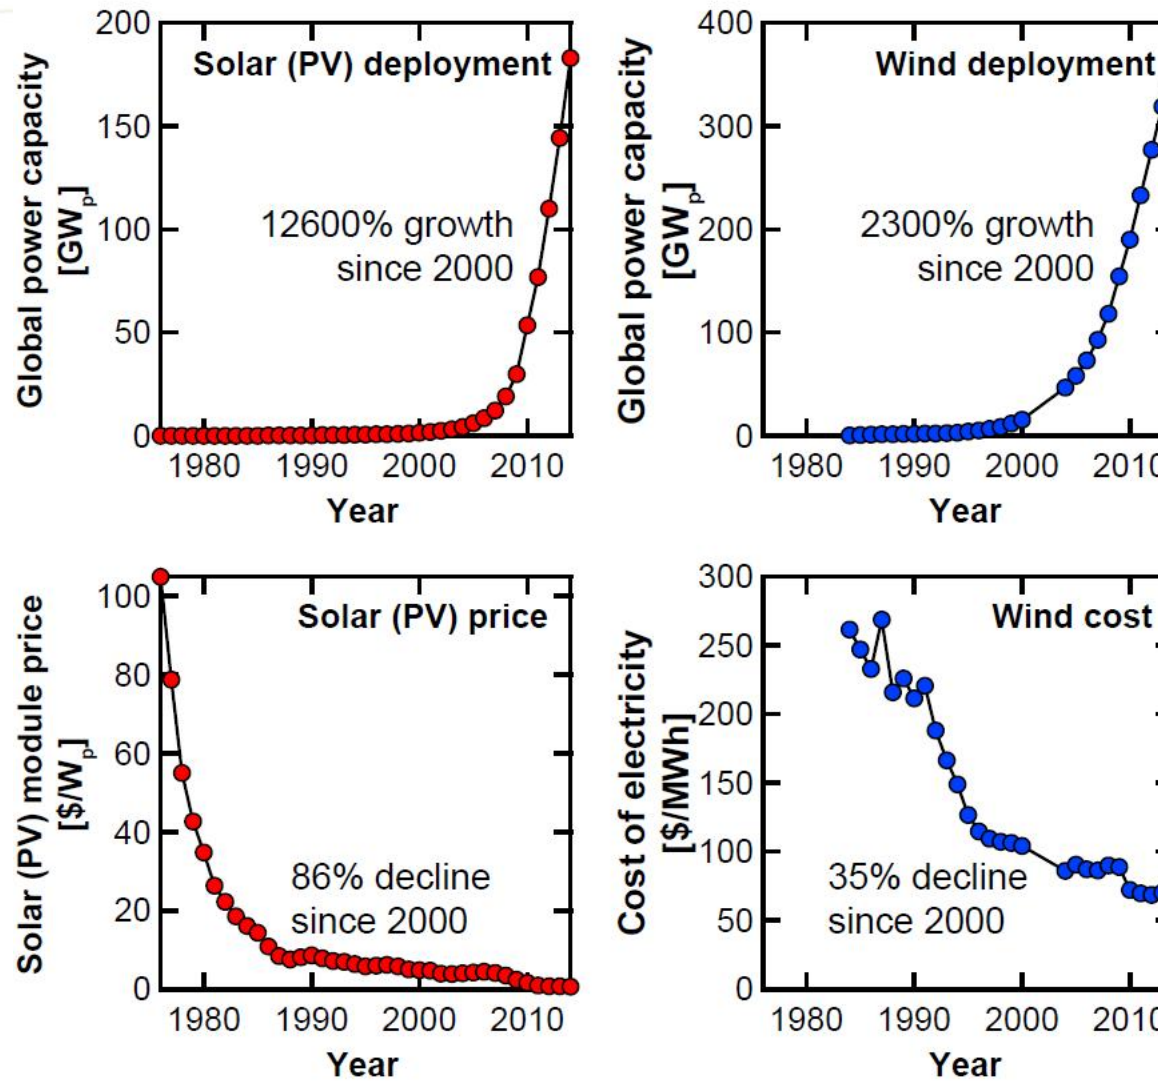 Solar (PV) deployment
Global power capacity
[GWp]
200
150
100
50
0
12600% growth
since 2000
1980 1990 2000 2010
Year
Wind deployment
Global power capacity
[GWp]
400
300
200
100
0
2300% growth
since 2000
1980 1990 2000 201
Year
Solar (PV) price
Solar (PV) module price
[$/Wp]
100
80
60
40
20
0
86% decline
since 2000
1980 1990 2000 2010
Year
Wind cost
Cost of electricity
[$/MWh]
300
250
200
150
100
50
0
35% decline
since 2000
1980 1990 2000 201
Year